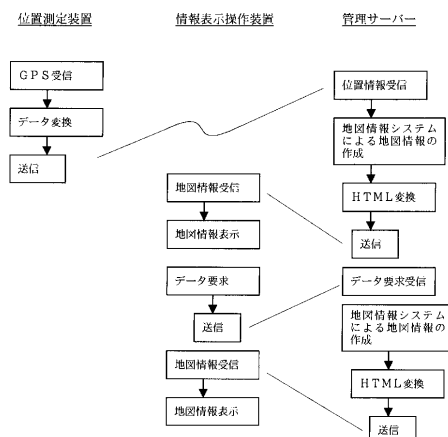 位置測定装置
情報表示操作装置
管理サーバー
GPS受信
データ変換
送信
位置情報受信
地図情報システム
による地図情報の
作成
HTML変換
送信
地図情報受信
地図情報表示
データ要求
送信
データ要求受信
地図情報システム
による地図情報の
作成
HTML変換
送信
地図情報受信
地図情報表示